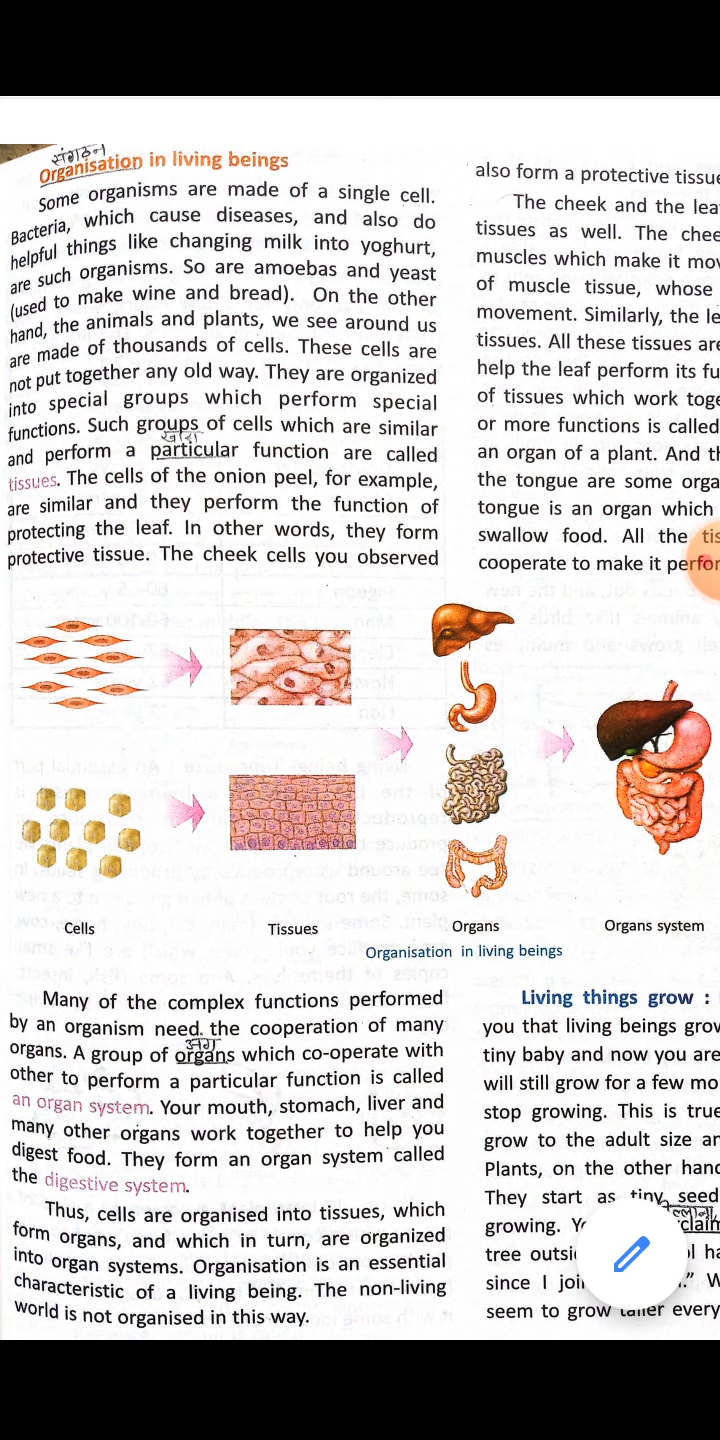 संगठन
Organisation in living beings
Some organisms are made of a single cell.
Bacteria, which cause diseases, and also do
helpful things like changing milk into yoghurt,
are such organisms. So are amoebas and yeast
(used to make wine and bread). On the other
hand, the animals and plants, we see around us
are made of thousands of cells. These cells are
not put together any old way. They are organized
into special groups which perform special
functions. Such groups of cells which are similar
and perform a particular function are called
tissues. The cells of the onion peel, for example,
are similar and they perform the function of
protecting the leaf. In other words, they form
protective tissue. The cheek cells you observed
also form a protective tissue
The cheek and the
tissues as well. The
muscles which make it
of muscle tissue, whose
movement. Similarly, the
tissues. All these tissues are
help the leaf perform its
of tissues which work
or more functions is called
an organ of a plant. And
the tongue are some
tongue is an organ which
swallow food. All the
cooperate to make it
Cells
Tissues
Organs
Organs system
Organisation in living beings
Many of the complex functions performed
by an organism need the cooperation of many
अंग
organs. A group of organs which co-operate with
other to perform a particular function is called
an organ system. Your mouth, stomach, liver and
many other organs work together to help you
digest food. They form an organ system called
the digestive system.
Thus, cells are organised into tissues, which
form organs, and which in turn, are organized
into organ systems. Organisation is an essential
characteristic of a living being. The non-living
world is not organised in this way.
Living things grow :
you that living beings
tiny baby and now you are
will still grow for a few
stop growing. This is true
grow to the adult size
Plants, on the other hand
They start as tiny seed
growing.
tree
since I
seem to grow taller every